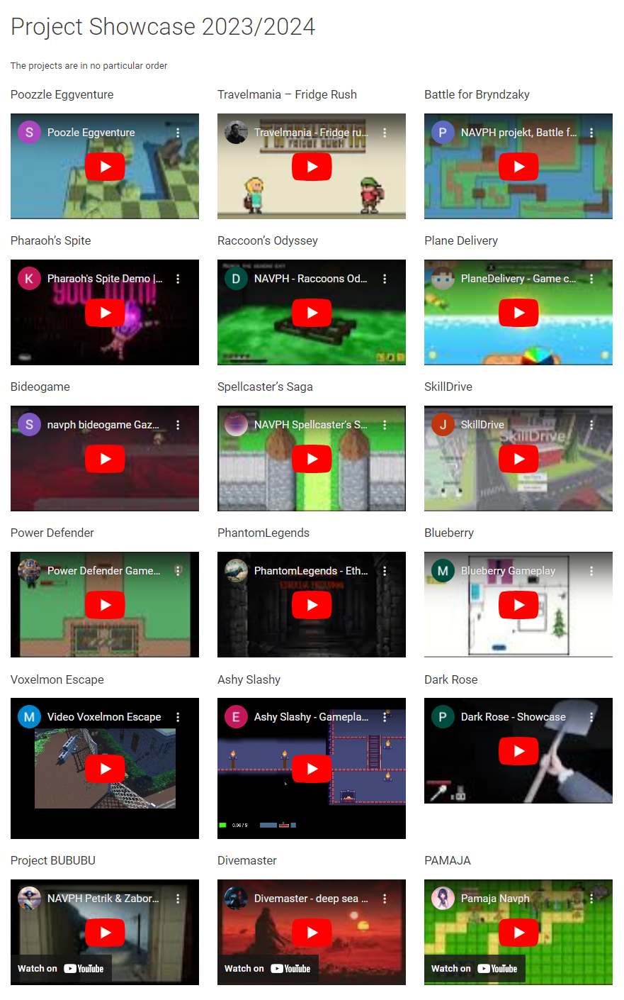 Project Showcase 2023/2024
The projects are in no particular order
Poozzle Eggventure
Travelmania – Fridge Rush
Battle for Bryndzaky
S Poozle Eggventure
Travelmania - Fridge ru...
P NAVPH projekt, Battle f...
Pharaoh’s Spite
Raccoon’s Odyssey
Plane Delivery
K Pharaoh's Spite Demo |...
YOU
D NAVPH - Raccoons Od...
PlaneDelivery - Game c...
Bideogame
Spellcaster’s Saga
SkillDrive
S navph bideogame Gaz...
NAVPH Spellcaster's S...
J SkillDrive
SkillDrive
Power Defender
PhantomLegends
Blueberry
Power Defender Game...
PhantomLegends - Eth...
M Blueberry Gameplay
Voxelmon Escape
Ashy Slashy
Dark Rose
M Video Voxelmon Escape
E Ashy Slashy - Gamepla...
0.96 / 5
P Dark Rose - Showcase
Project BUBUBU
Divemaster
PAMAJA
NAVPH Petrik & Zabor...
Watch on YouTube
Divemaster - deep sea ...
Watch on YouTube
Pamaja Navph
Watch on YouTube